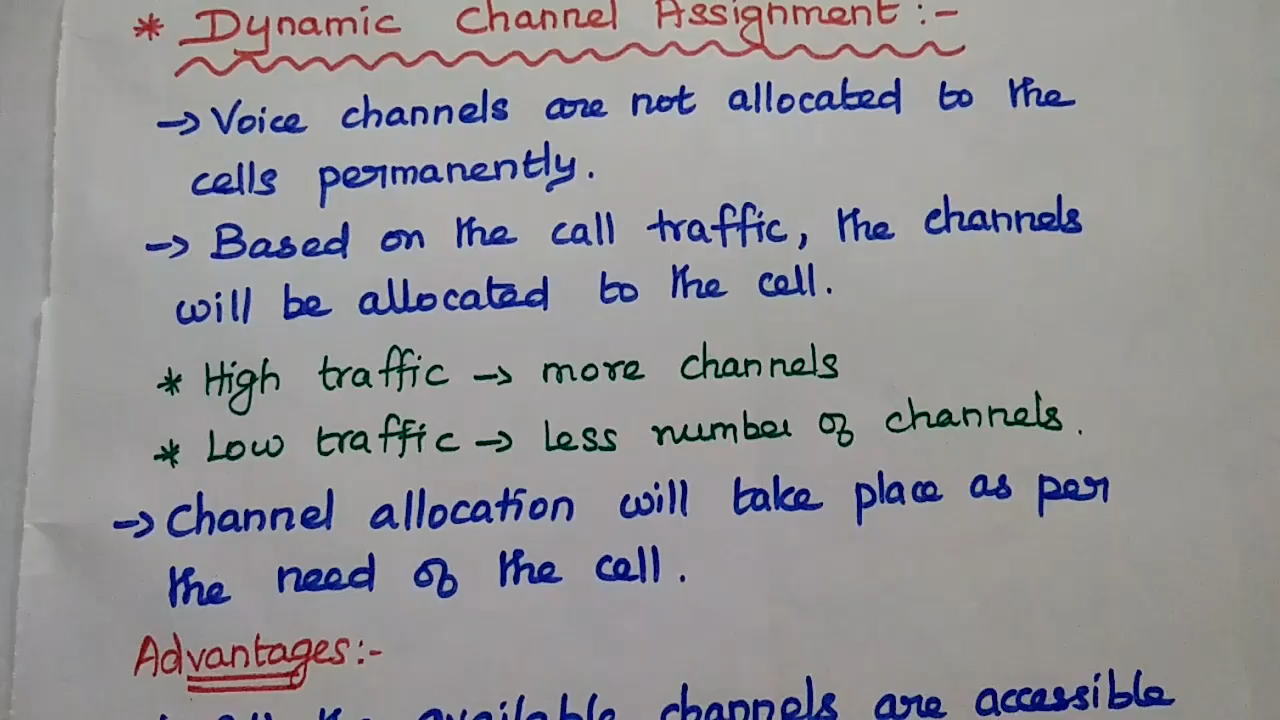 * Dynamic Channel Assignment :-
→ Voice channels are not allocated to the
cells permanently.
→ Based on the call traffic, the channels
will be allocated to the cell.
* High traffic → more channels
* Low traffic → Less number of channels.
→ Channel allocation will take place as per
the need of the cell.
Advantages:-
all the available channels are accessible